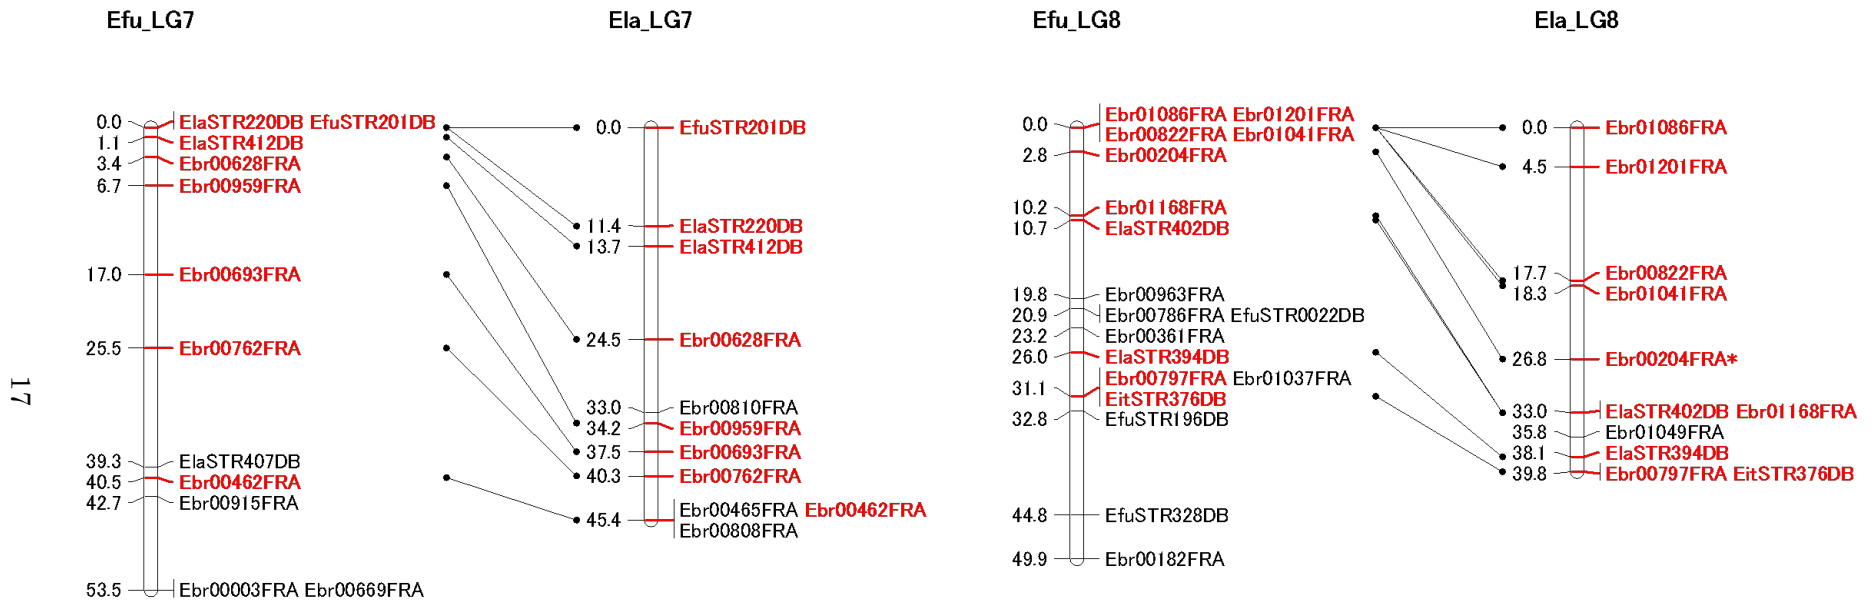 Efu_LG7
0.0 ElaSTR220DB EfuSTR201DB
1.1 ElaSTR412DB
3.4 Ebr00628FRA
6.7 Ebr00959FRA
17.0 Ebr00693FRA
25.5 Ebr00762FRA
39.3 ElaSTR407DB
40.5 Ebr00462FRA
42.7 Ebr00915FRA
53.5 Ebr00003FRA Ebr00669FRA
Ela_LG7
0.0 EfuSTR201DB
11.4 ElaSTR220DB
13.7 ElaSTR412DB
24.5 Ebr00628FRA
33.0 Ebr00810FRA
34.2 Ebr00959FRA
37.5 Ebr00693FRA
40.3 Ebr00762FRA
45.4 Ebr00465FRA Ebr00462FRA
Ebr00808FRA
Efu_LG8
0.0 Ebr01086FRA Ebr01201FRA
Ebr00822FRA Ebr01041FRA
2.8 Ebr00204FRA
10.2 Ebr01168FRA
10.7 ElaSTR402DB
19.8 Ebr00963FRA
20.9 Ebr00786FRA EfuSTR0022DB
23.2 Ebr00361FRA
26.0 ElaSTR394DB
31.1 Ebr00797FRA Ebr01037FRA
EitSTR376DB
32.8 EfuSTR196DB
44.8 EfuSTR328DB
49.9 Ebr00182FRA
Ela_LG8
0.0 Ebr01086FRA
4.5 Ebr01201FRA
17.7 Ebr00822FRA
18.3 Ebr01041FRA
26.8 Ebr00204FRA*
33.0 ElaSTR402DB Ebr01168FRA
35.8 Ebr01049FRA
38.1 ElaSTR394DB
39.8 Ebr00797FRA EitSTR376DB
17